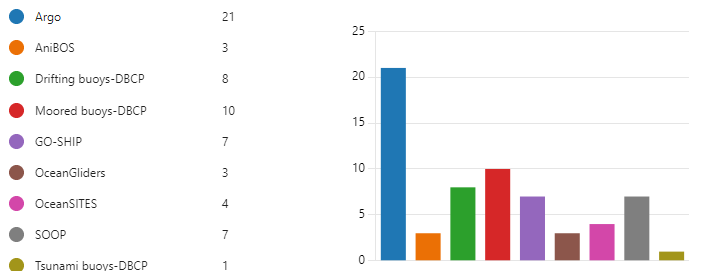 Argo 21
AniBOS 3
Drifting buoys-DBCP 8
Moored buoys-DBCP 10
GO-SHIP 7
OceanGliders 3
OceanSITES 4
SOOP 7
Tsunami buoys-DBCP 1
25
20
15
10
5
0